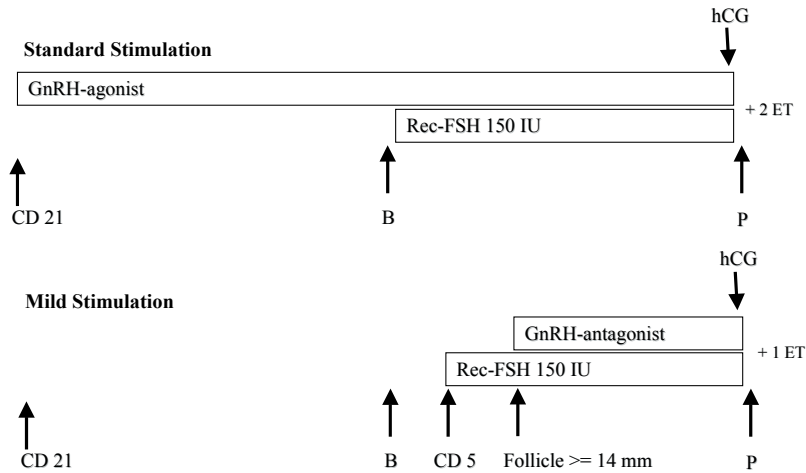 hCG
Standard Stimulation
GnRH-agonist
+ 2 ET
Rec-FSH 150 IU
CD 21 B P
hCG
Mild Stimulation
GnRH-antagonist
+ 1 ET
Rec-FSH 150 IU
CD 21 B CD 5 Follicle >= 14 mm P